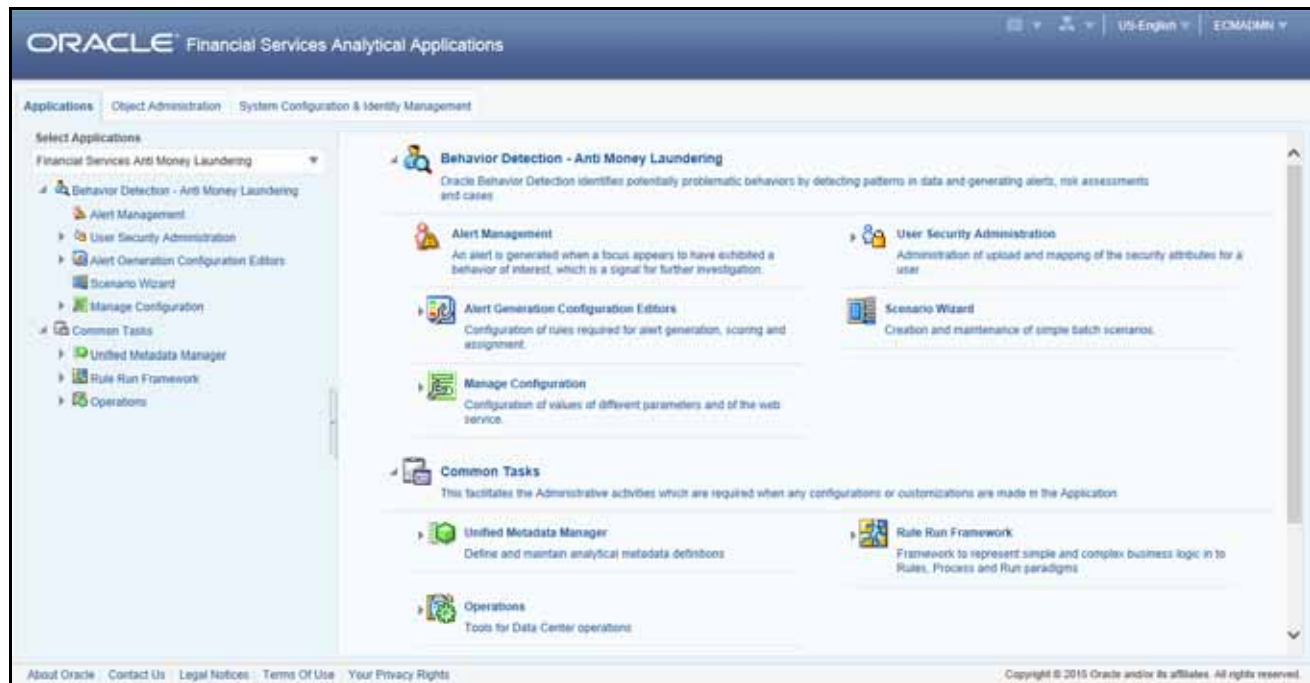 ORACLE Financial Services Analytical Applications
US-English
ECMADMN
Applications
Object Administration
System Configuration & Identity Management
Select Applications
Financial Services Anti Money Laundering
Behavior Detection - Anti Money Laundering
Alert Management
User Security Administration
Alert Generation Configuration Editors
Scenario Wizard
Manage Configuration
Common Tasks
Unified Metadata Manager
Rule Run Framework
Operations
Behavior Detection - Anti Money Laundering
Oracle Behavior Detection identifies potentially problematic behaviors by detecting patterns in data and generating alerts, risk assessments
and cases
Alert Management
An alert is generated when a focus appears to have exhibited a
behavior of interest, which is a signal for further investigation.
User Security Administration
Administration of upload and mapping of the security attributes for a
user
Alert Generation Configuration Editors
Configuration of rules required for alert generation, scoring and
assignment.
Scenario Wizard
Creation and maintenance of simple batch scenarios.
Manage Configuration
Configuration of values of different parameters and of the web
service.
Common Tasks
This facilitates the Administrative activities which are required when any configurations or customizations are made in the Application
Unified Metadata Manager
Define and maintain analytical metadata definitions
Rule Run Framework
Framework to represent simple and complex business logic in to
Rules, Process and Run paradigms
Operations
Tools for Data Center operations
About Oracle
Contact Us
Legal Notices
Terms Of Use
Your Privacy Rights
Copyright © 2015 Oracle and/or its affiliates. All rights reserved.